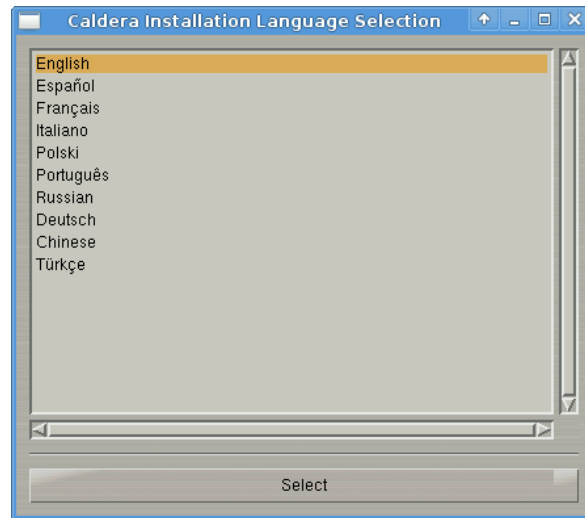 Caldera Installation Language Selection
English
Español
Français
Italiano
Polski
Português
Russian
Deutsch
Chinese
Türkçe
Select